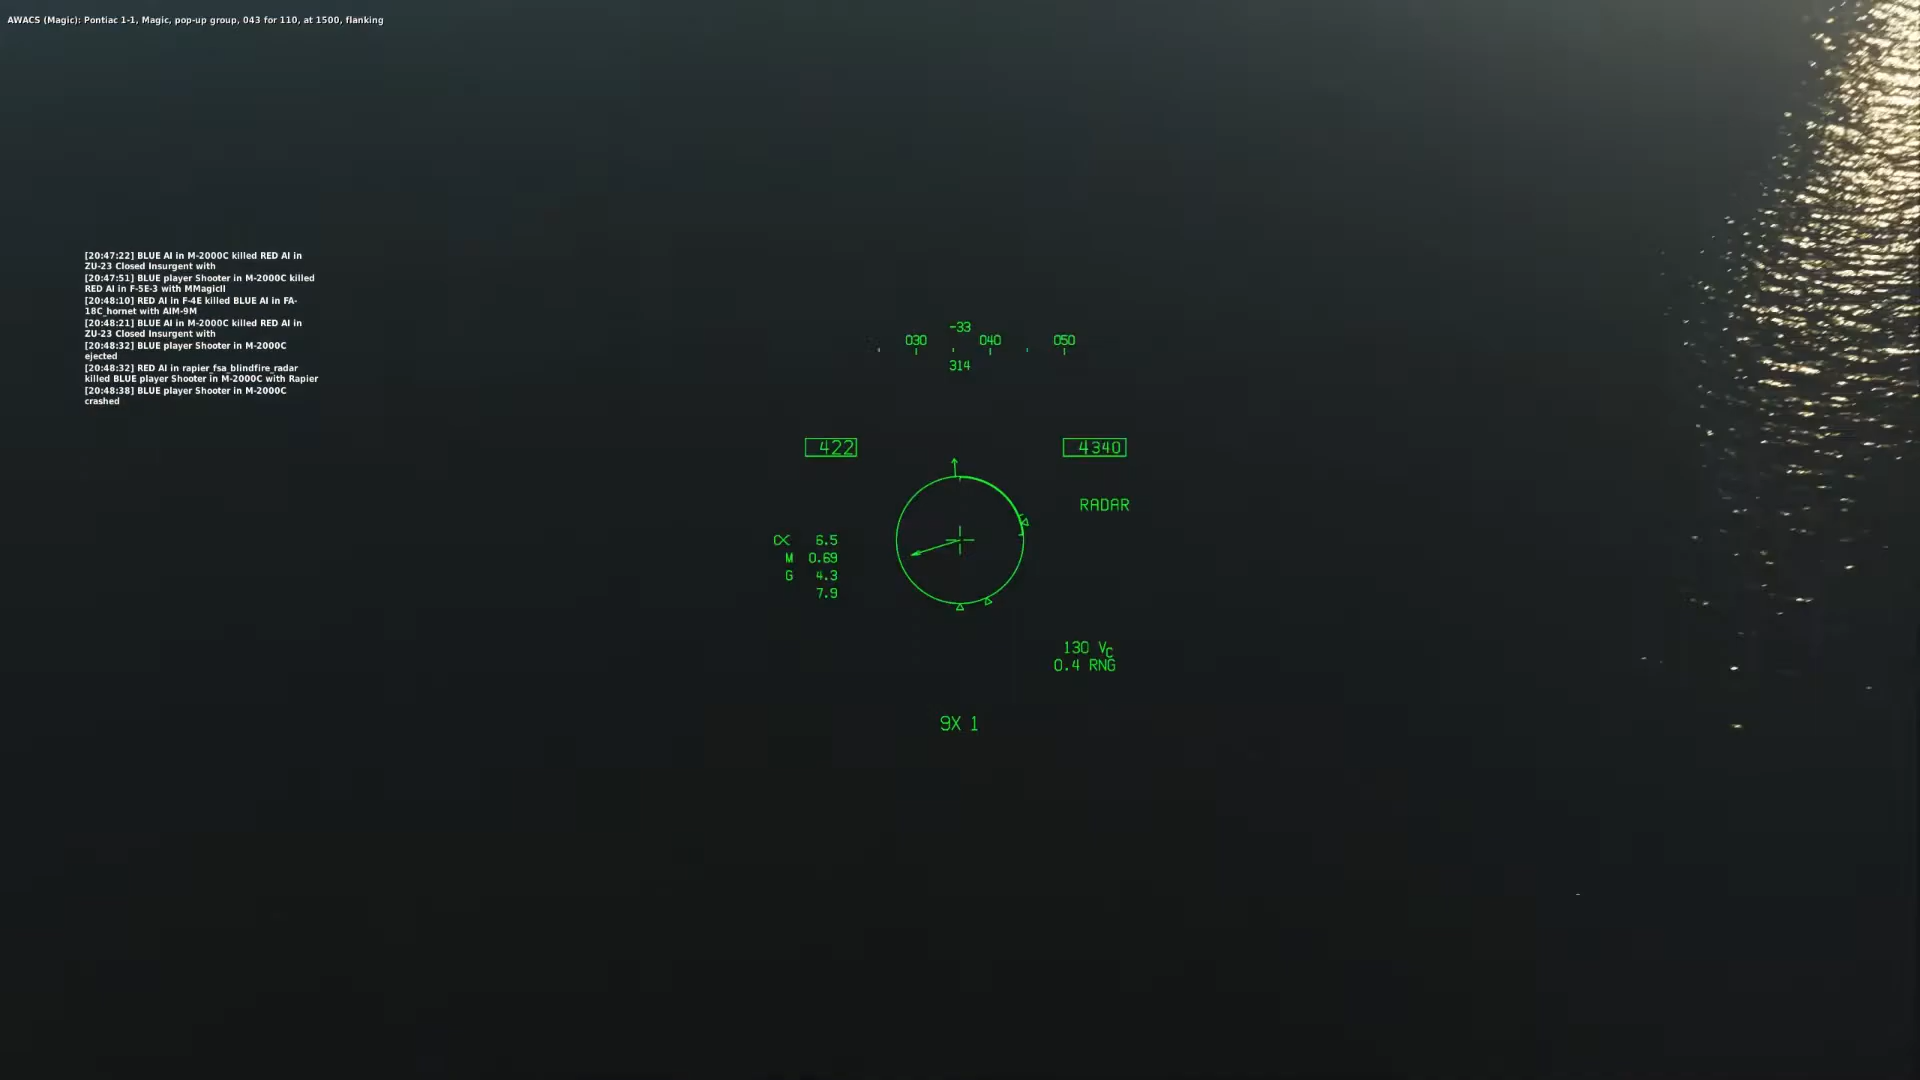 AWACS (Magic): Pontiac 1-1, Magic, pop-up group, 043 for 110, at 1500, flanking
[20:47:22] BLUE AI in M-2000C killed RED AI in
ZU-23 Closed Insurgent with
[20:47:51] BLUE player Shooter in M-2000C killed
RED AI in F-5E-3 with MMagicII
[20:48:10] RED AI in F-4E killed BLUE AI in FA-
18C_hornet with AIM-9M
[20:48:21] BLUE AI in M-2000C killed RED AI in
ZU-23 Closed Insurgent with
[20:48:32] BLUE player Shooter in M-2000C
ejected
[20:48:32] RED AI in rapier_fsa_blindfire_radar
killed BLUE player Shooter in M-2000C with Rapier
[20:48:38] BLUE player Shooter in M-2000C
crashed
-33
030 040 050
314
422 4340
RADAR
α 6.5
M 0.69
G 4.3
7.9
130 VC
0.4 RNG
9X 1